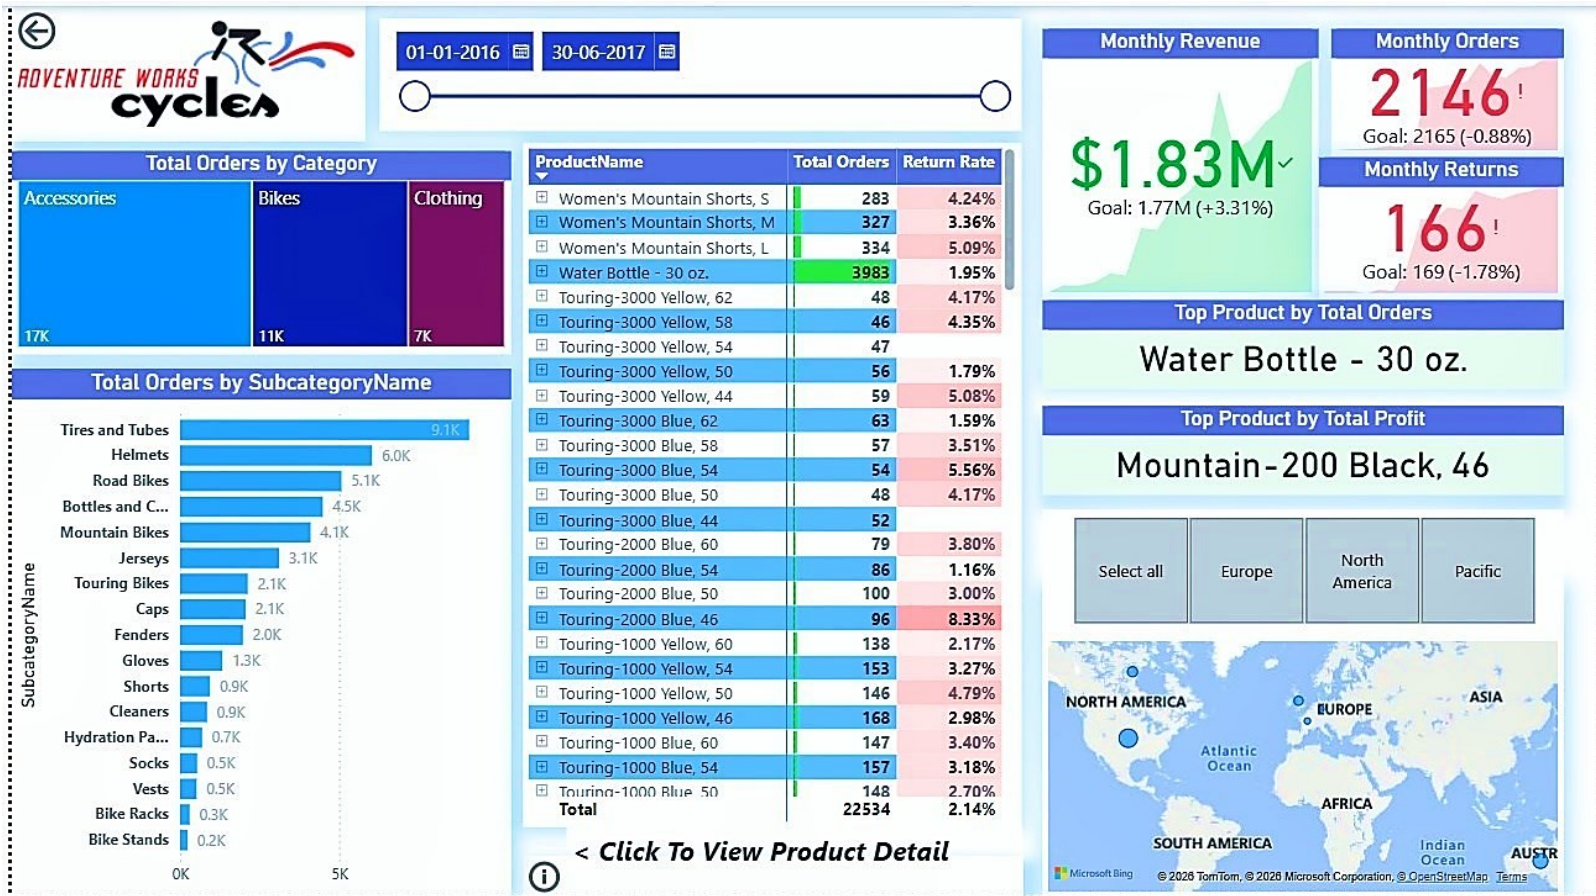 ADVENTURE WORKS
cycles
01-01-2016
30-06-2017
Total Orders by Category
Accessories
17K
Bikes
11K
Clothing
7K
Total Orders by SubcategoryName
SubcategoryName
Tires and Tubes 9.1K
Helmets 6.0K
Road Bikes 5.1K
Bottles and C... 4.5K
Mountain Bikes 4.1K
Jerseys 3.1K
Touring Bikes 2.1K
Caps 2.1K
Fenders 2.0K
Gloves 1.3K
Shorts 0.9K
Cleaners 0.9K
Hydration Pa... 0.7K
Socks 0.5K
Vests 0.5K
Bike Racks 0.3K
Bike Stands 0.2K
0K 5K
ProductName Total Orders Return Rate
Women's Mountain Shorts, S 283 4.24%
Women's Mountain Shorts, M 327 3.36%
Women's Mountain Shorts, L 334 5.09%
Water Bottle - 30 oz. 3983 1.95%
Touring-3000 Yellow, 62 48 4.17%
Touring-3000 Yellow, 58 46 4.35%
Touring-3000 Yellow, 54 47
Touring-3000 Yellow, 50 56 1.79%
Touring-3000 Yellow, 44 59 5.08%
Touring-3000 Blue, 62 63 1.59%
Touring-3000 Blue, 58 57 3.51%
Touring-3000 Blue, 54 54 5.56%
Touring-3000 Blue, 50 48 4.17%
Touring-3000 Blue, 44 52
Touring-2000 Blue, 60 79 3.80%
Touring-2000 Blue, 54 86 1.16%
Touring-2000 Blue, 50 100 3.00%
Touring-2000 Blue, 46 96 8.33%
Touring-1000 Yellow, 60 138 2.17%
Touring-1000 Yellow, 54 153 3.27%
Touring-1000 Yellow, 50 146 4.79%
Touring-1000 Yellow, 46 168 2.98%
Touring-1000 Blue, 60 147 3.40%
Touring-1000 Blue, 54 157 3.18%
Touring-1000 Blue, 50 148 2.70%
Total 22534 2.14%
< Click To View Product Detail
Monthly Revenue
$1.83M
Goal: 1.77M (+3.31%)
Monthly Orders
2146!
Goal: 2165 (-0.88%)
Monthly Returns
166!
Goal: 169 (-1.78%)
Top Product by Total Orders
Water Bottle - 30 oz.
Top Product by Total Profit
Mountain-200 Black, 46
Select all
Europe
North
America
Pacific
NORTH AMERICA
EUROPE
ASIA
Atlantic
Ocean
AFRICA
SOUTH AMERICA
Indian
Ocean
AUSTR
Microsoft Bing
© 2026 TomTom, © 2026 Microsoft Corporation, © OpenStreetMap Terms